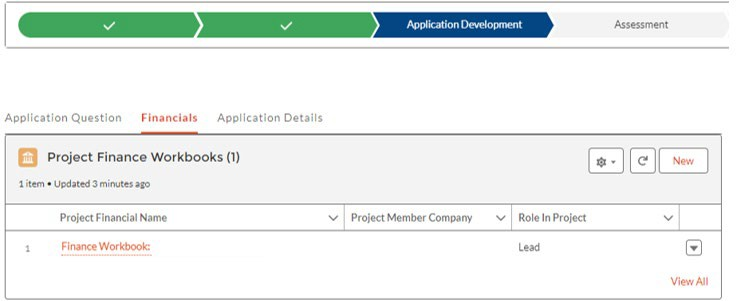 Application Development Assessment
Application Question Financials Application Details
Project Finance Workbooks (1)
New
1 item • Updated 3 minutes ago
Project Financial Name Project Member Company Role In Project
1 Finance Workbook: Lead
View All